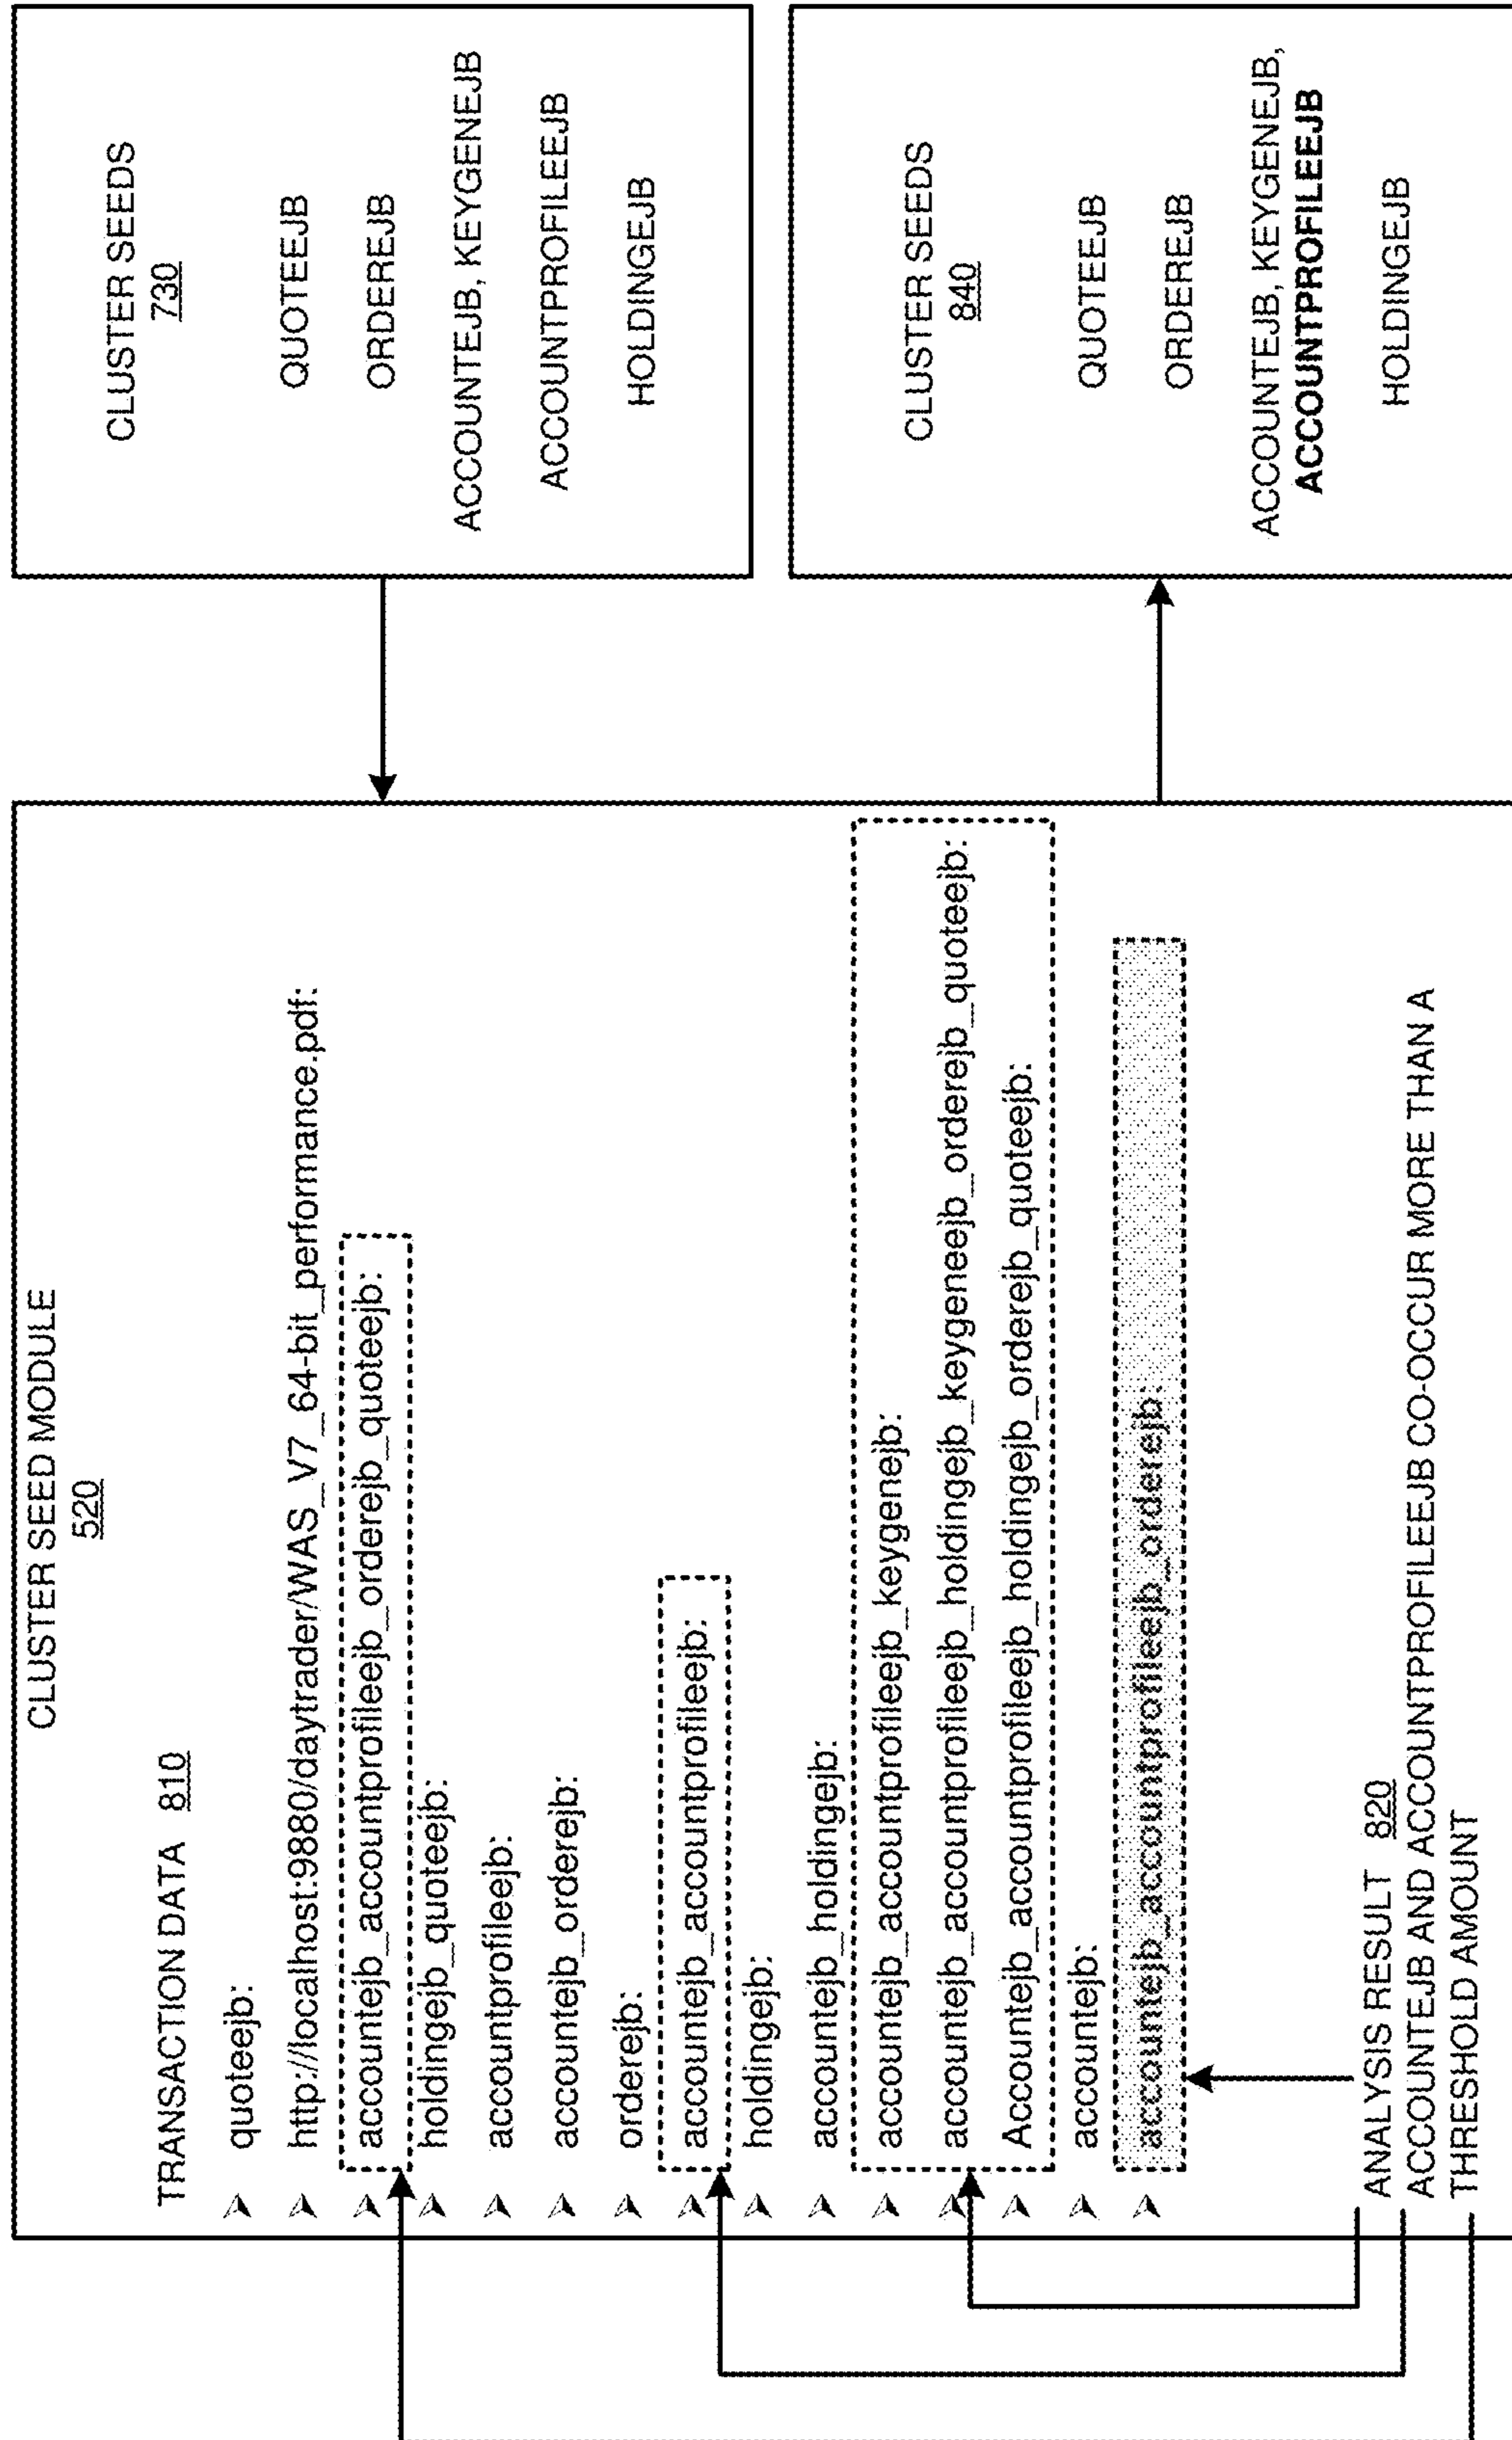 CLUSTER SEED MODULE
520
TRANSACTION DATA 810
quoteejb:
http://localhost:9880/daytrader/WAS_V7_64-bit_performance.pdf:
accountejb_accountprofileejb_orderejb_quoteejb:
holdingejb_quoteejb:
accountprofileejb:
accountejb_orderejb:
orderejb:
accountejb_accountprofileejb:
holdingejb:
accountejb_holdingejb:
accountejb_accountprofileejb_keygenejb:
accountejb_accountprofileejb_holdingejb_keygeneejb_orderejb_quoteejb:
Accountejb_accountprofileejb_holdingejb_orderejb_quoteejb:
accountejb:
accountejb_accountprofileejb_orderejb:
ANALYSIS RESULT 820
ACCOUNTEJB AND ACCOUNTPROFILEEJB CO-OCCUR MORE THAN A
THRESHOLD AMOUNT
CLUSTER SEEDS
730
QUOTEEJB
ORDEREJB
ACCOUNTEJB, KEYGENEJB
ACCOUNTPROFILEEJB
HOLDINGEJB
CLUSTER SEEDS
840
QUOTEEJB
ORDEREJB
ACCOUNTEJB, KEYGENEJB,
ACCOUNTPROFILEEJB
HOLDINGEJB